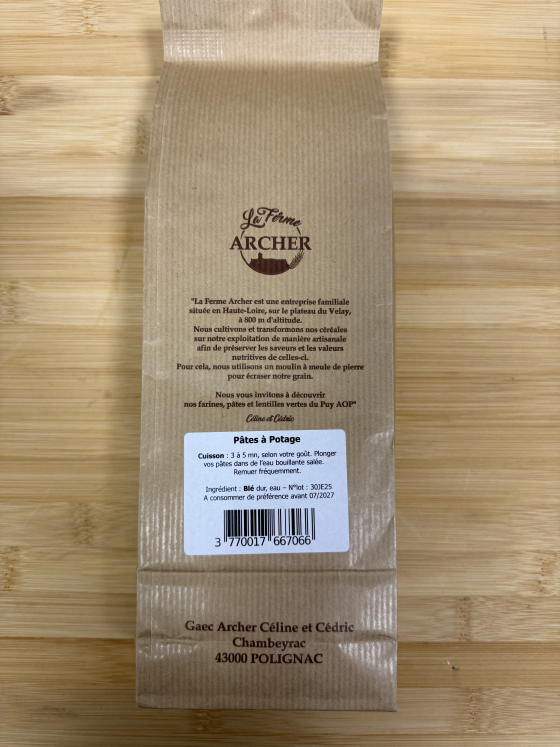 La Ferme
ARCHER
"La Ferme Archer est une entreprise familiale
située en Haute-Loire, sur le plateau du Velay,
à 800 m d'altitude.
Nous cultivons et transformons nos céréales
sur notre exploitation de manière artisanale
afin de préserver les saveurs et les valeurs
nutritives de celles-ci.
Pour cela, nous utilisons un moulin à meule de pierre
pour écraser notre grain.
Nous vous invitons à découvrir
nos farines, pâtes et lentilles vertes du Puy AOP"
Céline et Cédric
Pâtes à Potage
Cuisson : 3 à 5 mn, selon votre goût. Plonger
vos pâtes dans de l'eau bouillante salée.
Remuer fréquemment.
Ingrédient : Blé dur, eau – N°lot : 30JE25
A consommer de préférence avant 07/2027
3 770017 667066
Gaec Archer Céline et Cédric
Chambeyrac
43000 POLIGNAC